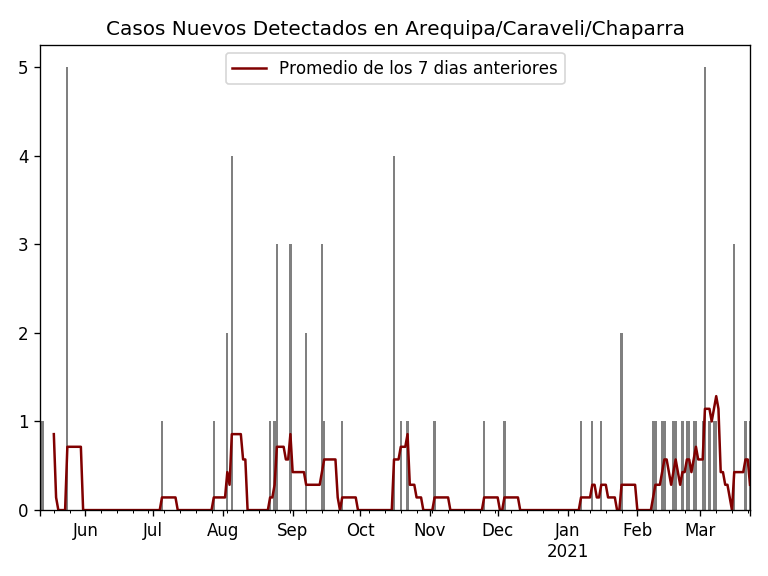 Casos Nuevos Detectados en Arequipa/Caraveli/Chaparra
Promedio de los 7 dias anteriores
5
4
3
2
1
0
Jun Jul Aug Sep Oct Nov Dec Jan Feb Mar
2021